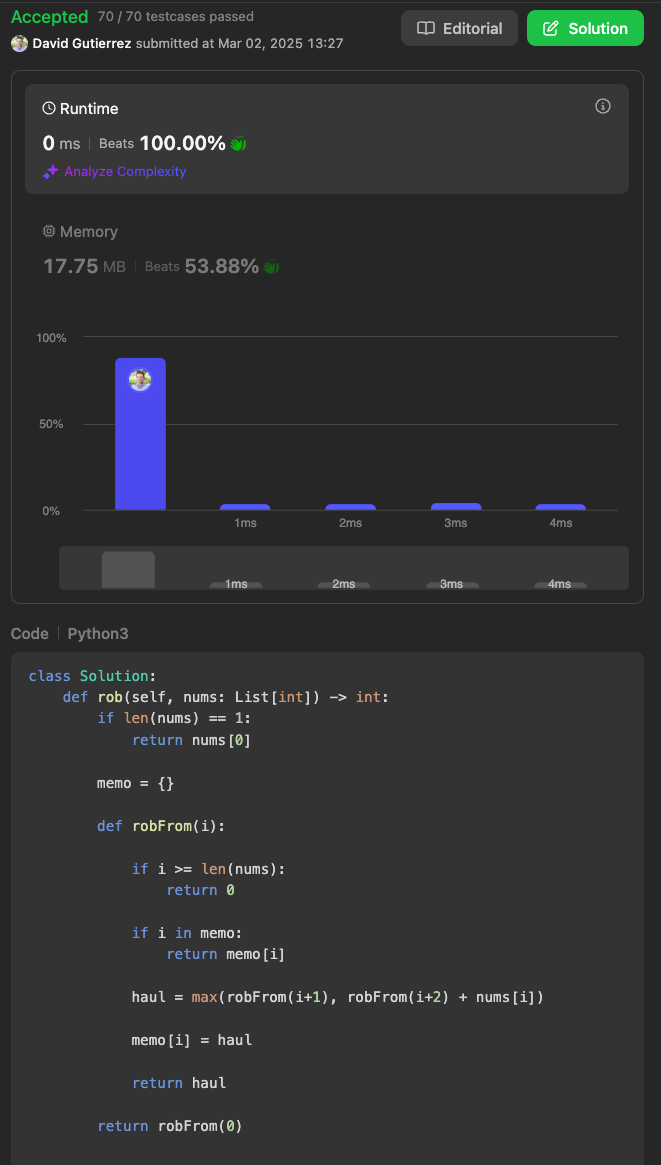 Accepted 70 / 70 testcases passed
Editorial
Solution
David Gutierrez submitted at Mar 02, 2025 13:27
Runtime
0 ms | Beats 100.00%
Analyze Complexity
Memory
17.75 MB | Beats 53.88%
100%
50%
0%
1ms 2ms 3ms 4ms
1ms 2ms 3ms 4ms
Code | Python3
class Solution:
    def rob(self, nums: List[int]) -> int:
        if len(nums) == 1:
            return nums[0]

        memo = {}

        def robFrom(i):

            if i >= len(nums):
                return 0

            if i in memo:
                return memo[i]

            haul = max(robFrom(i+1), robFrom(i+2) + nums[i])

            memo[i] = haul

            return haul

        return robFrom(0)